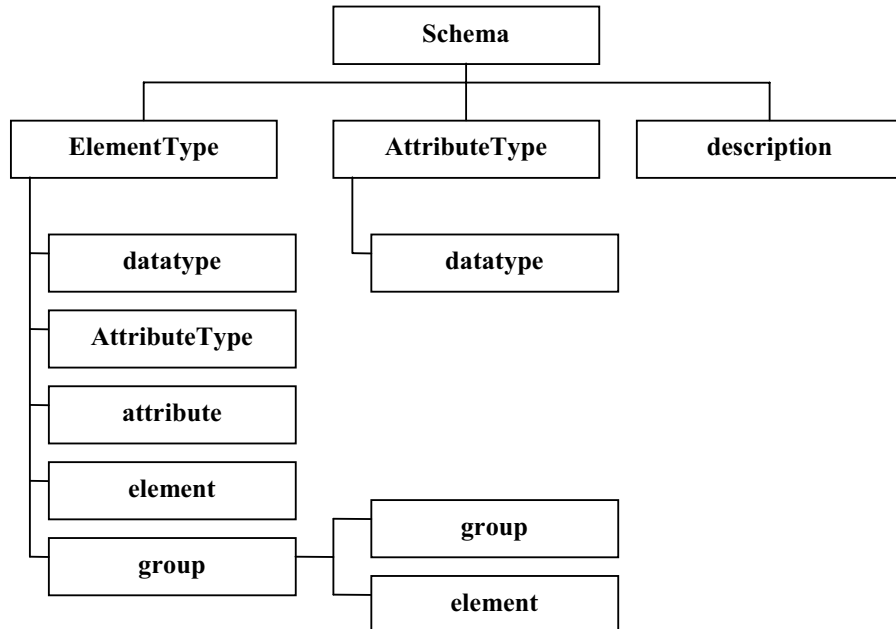 Schema
ElementType
AttributeType
description
datatype
datatype
AttributeType
attribute
element
group
group
element